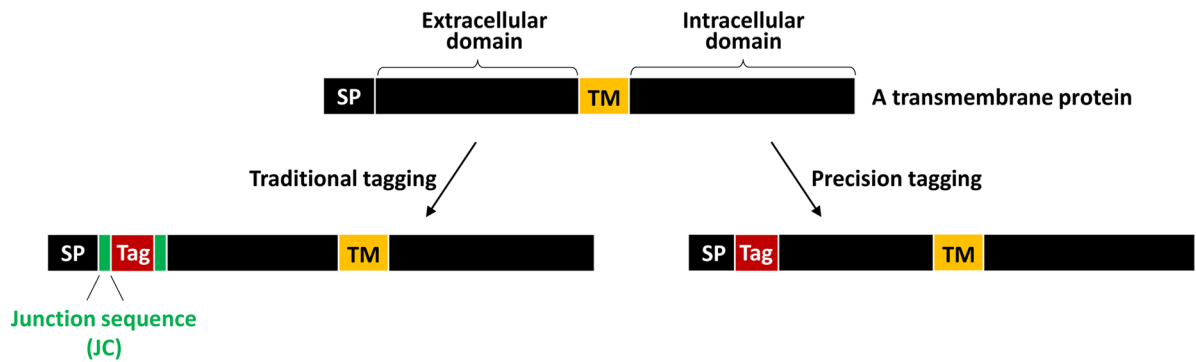 Extracellular
domain
Intracellular
domain
SP
TM
A transmembrane protein
Traditional tagging
Precision tagging
SP
Tag
TM
SP
Tag
TM
Junction sequence
(JC)